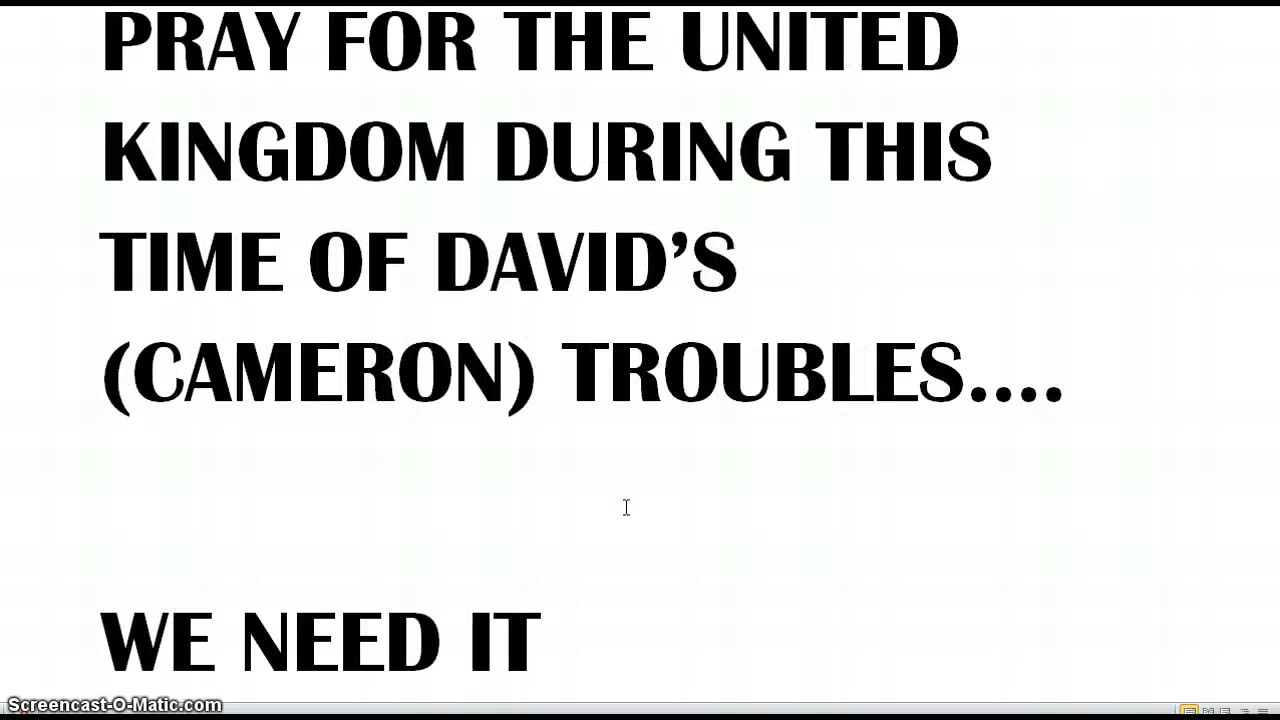 PRAY FOR THE UNITED
KINGDOM DURING THIS
TIME OF DAVID’S
(CAMERON) TROUBLES....
WE NEED IT
Screencast-O-Matic.com